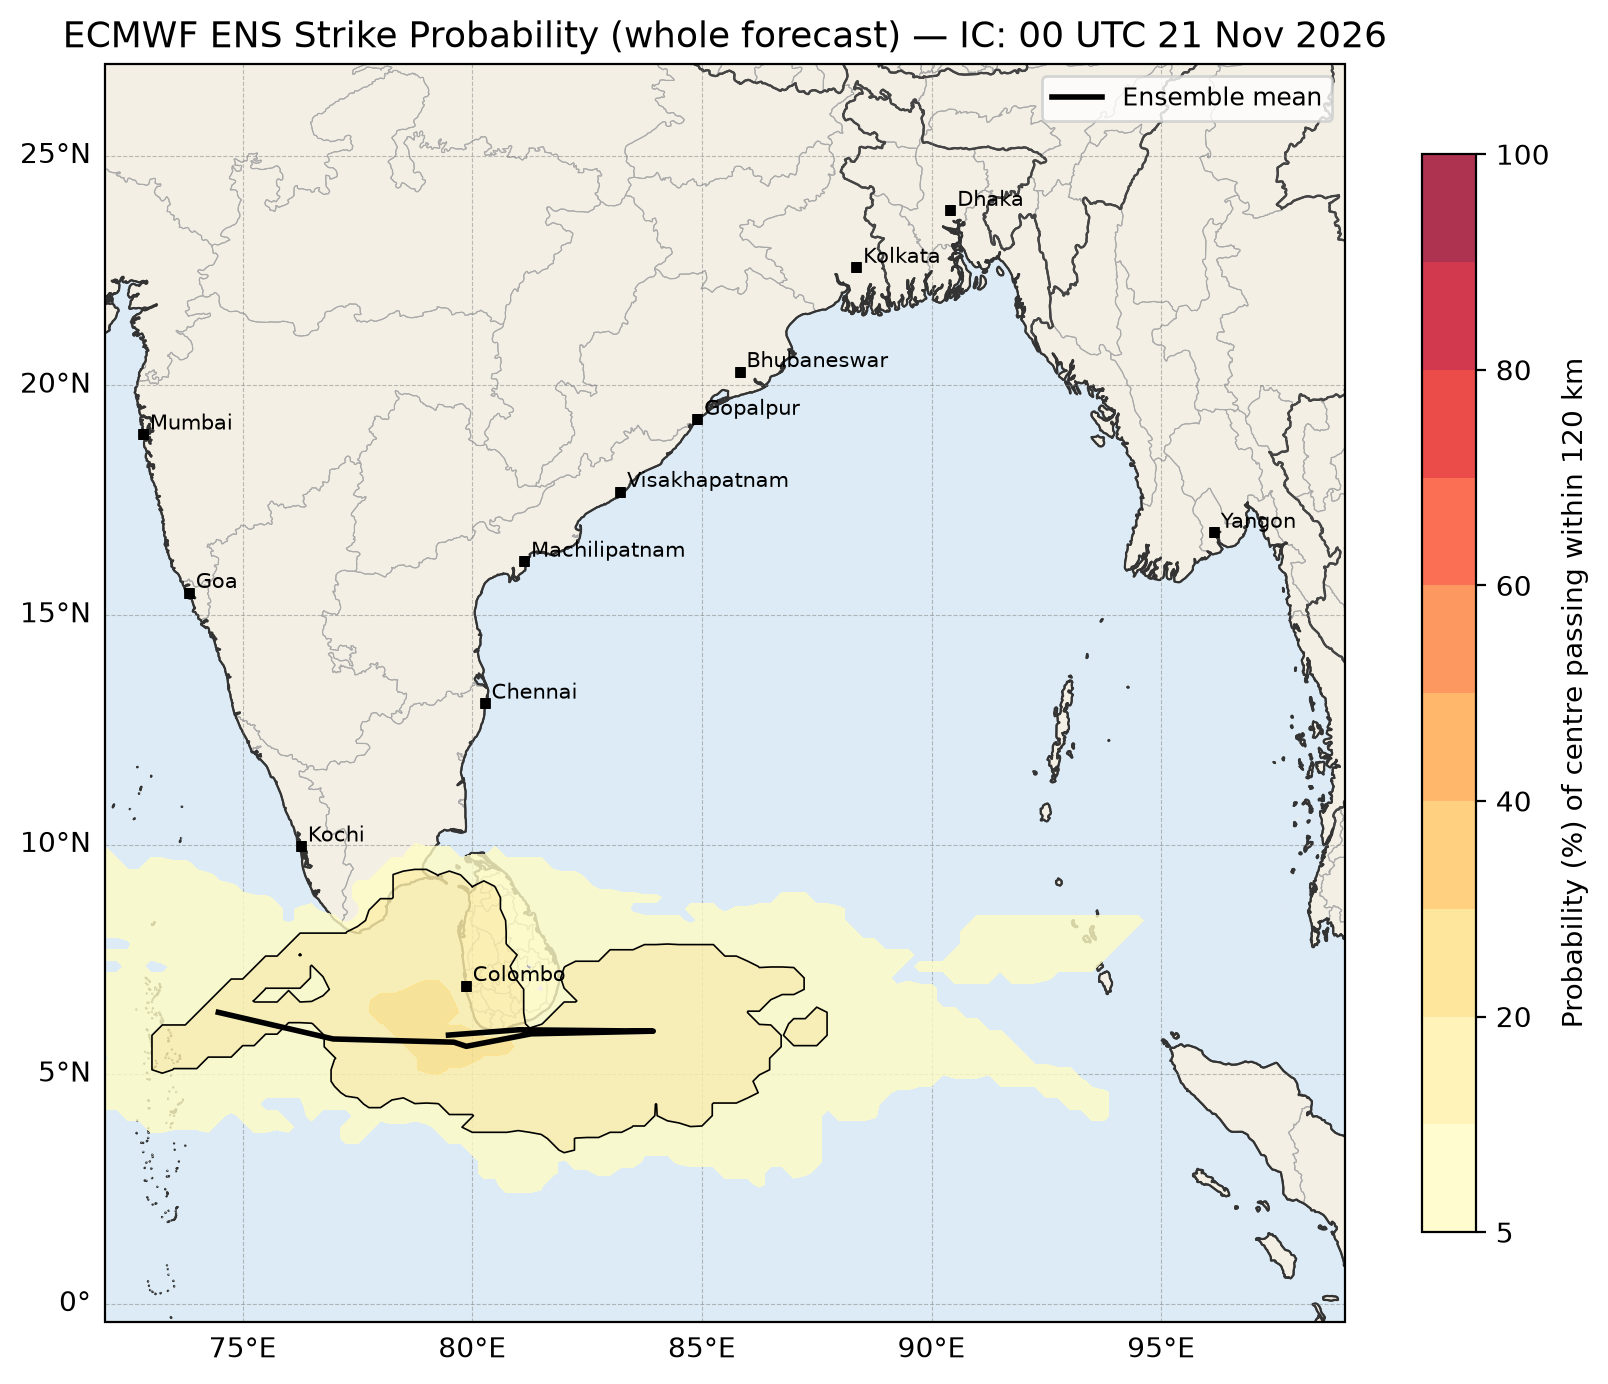 ECMWF ENS Strike Probability (whole forecast) — IC: 00 UTC 21 Nov 2026
Ensemble mean
25°N
20°N
15°N
10°N
5°N
0°
75°E
80°E
85°E
90°E
95°E
Dhaka
Kolkata
Bhubaneswar
Gopalpur
Mumbai
Visakhapatnam
Yangon
Machilipatnam
Goa
Chennai
Kochi
Colombo
100
80
60
40
20
5
Probability (%) of centre passing within 120 km